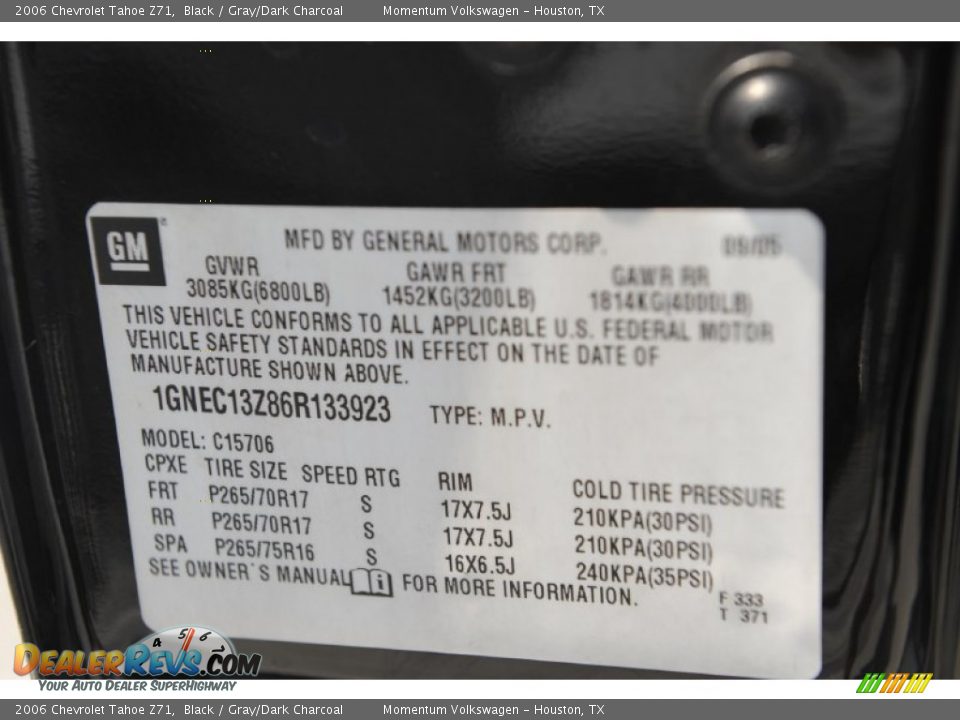 2006 Chevrolet Tahoe Z71, Black / Gray/Dark Charcoal Momentum Volkswagen - Houston, TX
GM
MFD BY GENERAL MOTORS CORP. 09/05
GVWR GAWR FRT GAWR RR
3085KG(6800LB) 1452KG(3200LB) 1814KG(4000LB)
THIS VEHICLE CONFORMS TO ALL APPLICABLE U.S. FEDERAL MOTOR
VEHICLE SAFETY STANDARDS IN EFFECT ON THE DATE OF
MANUFACTURE SHOWN ABOVE.
1GNEC13Z86R133923 TYPE: M.P.V.
MODEL: C15706
CPXE TIRE SIZE SPEED RTG RIM COLD TIRE PRESSURE
FRT P265/70R17 S 17X7.5J 210KPA(30PSI)
RR P265/70R17 S 17X7.5J 210KPA(30PSI)
SPA P265/75R16 S 16X6.5J 240KPA(35PSI)
SEE OWNER'S MANUAL FOR MORE INFORMATION.
F 333
T 371
4 5 6
DEALERREVS.COM
YOUR AUTO DEALER SUPERHIGHWAY
2006 Chevrolet Tahoe Z71, Black / Gray/Dark Charcoal Momentum Volkswagen - Houston, TX